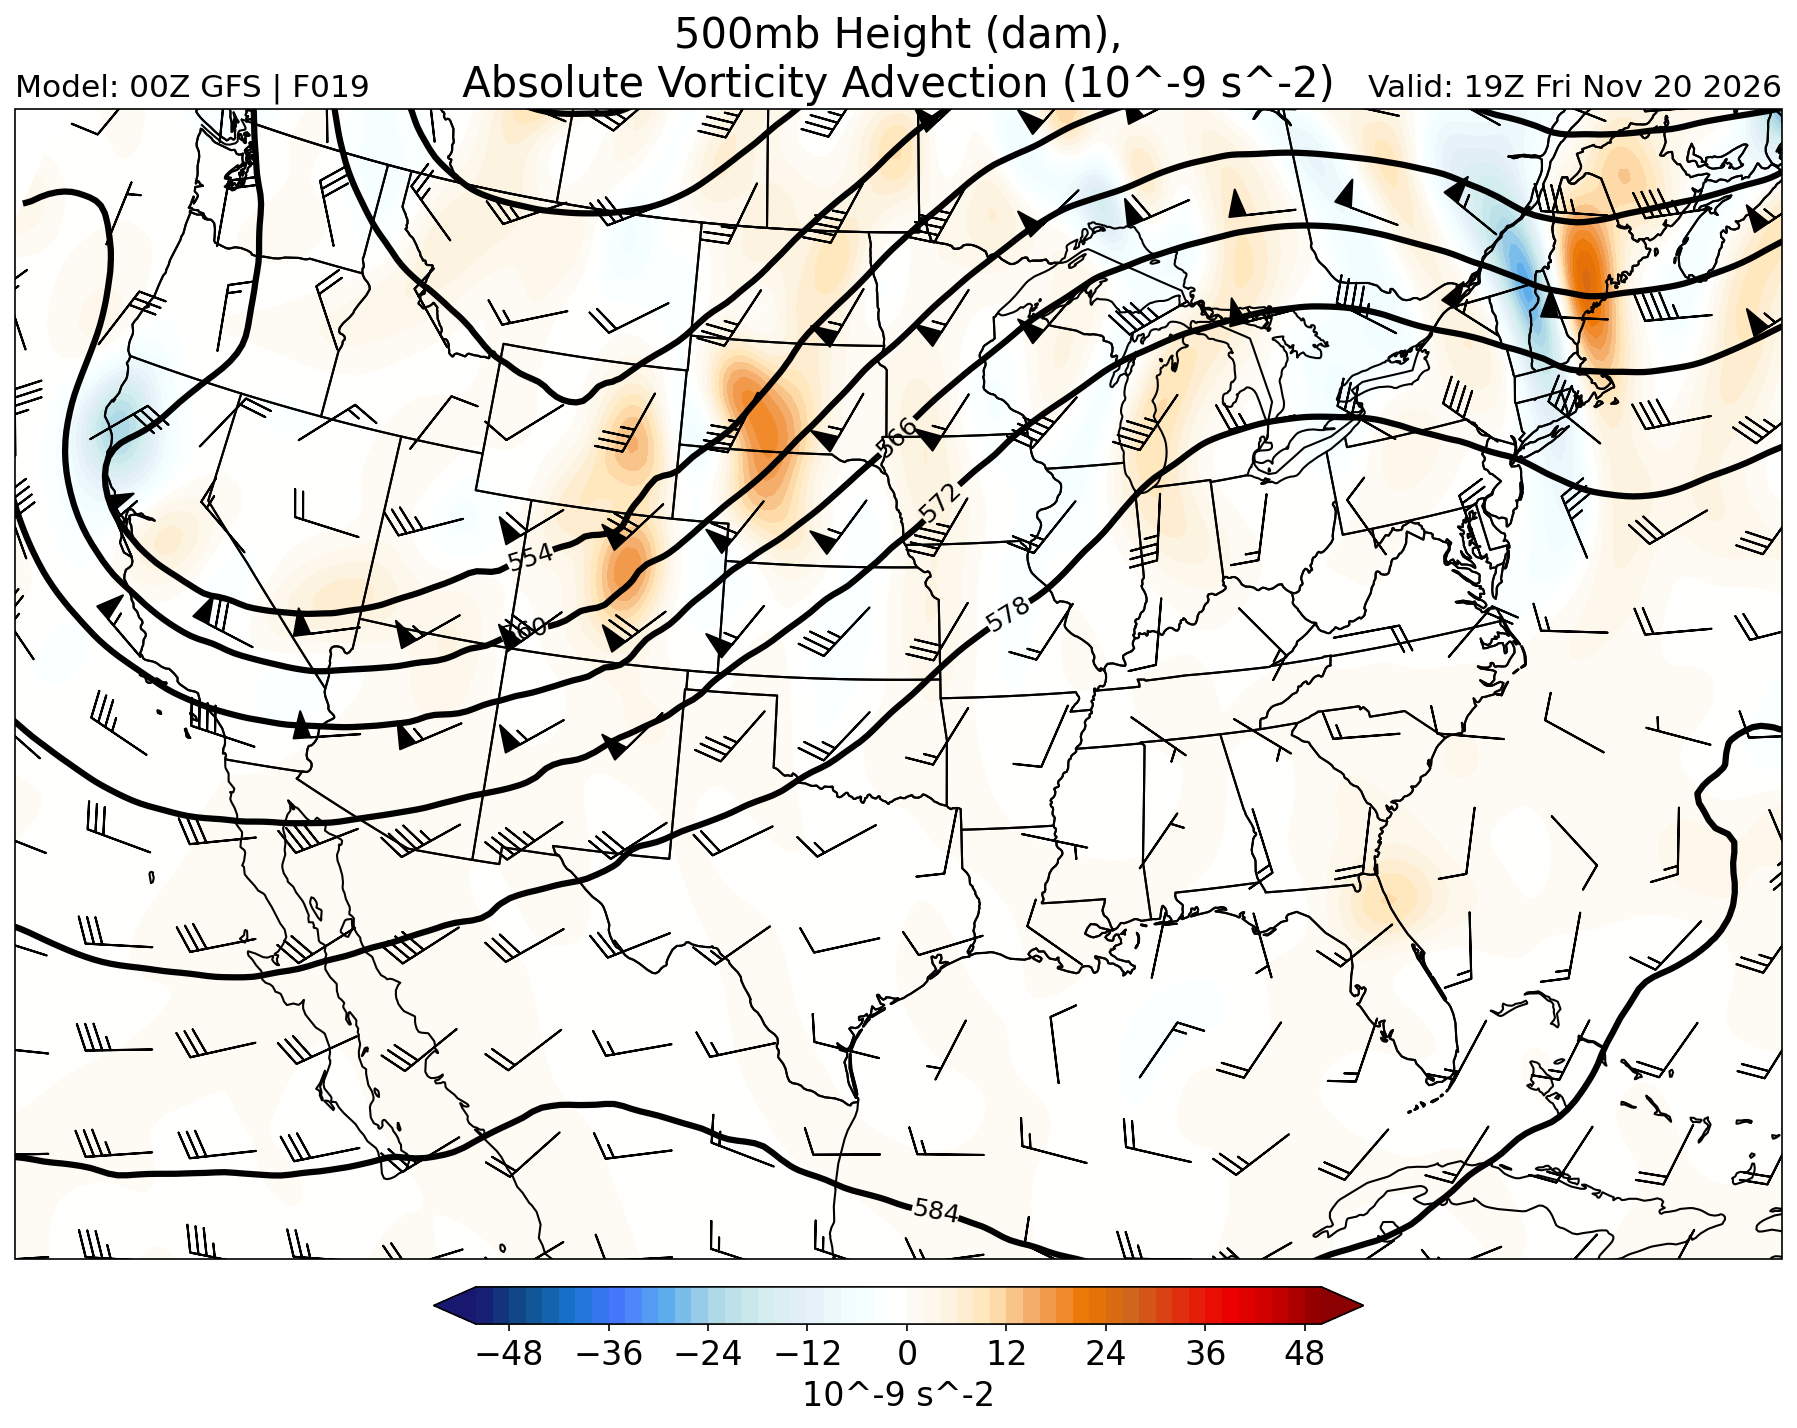 500mb Height (dam),
Model: 00Z GFS | F019
Absolute Vorticity Advection (10^-9 s^-2)
Valid: 19Z Fri Nov 20 2026
566
572
554
578
560
584
−48 −36 −24 −12 0 12 24 36 48
10^-9 s^-2